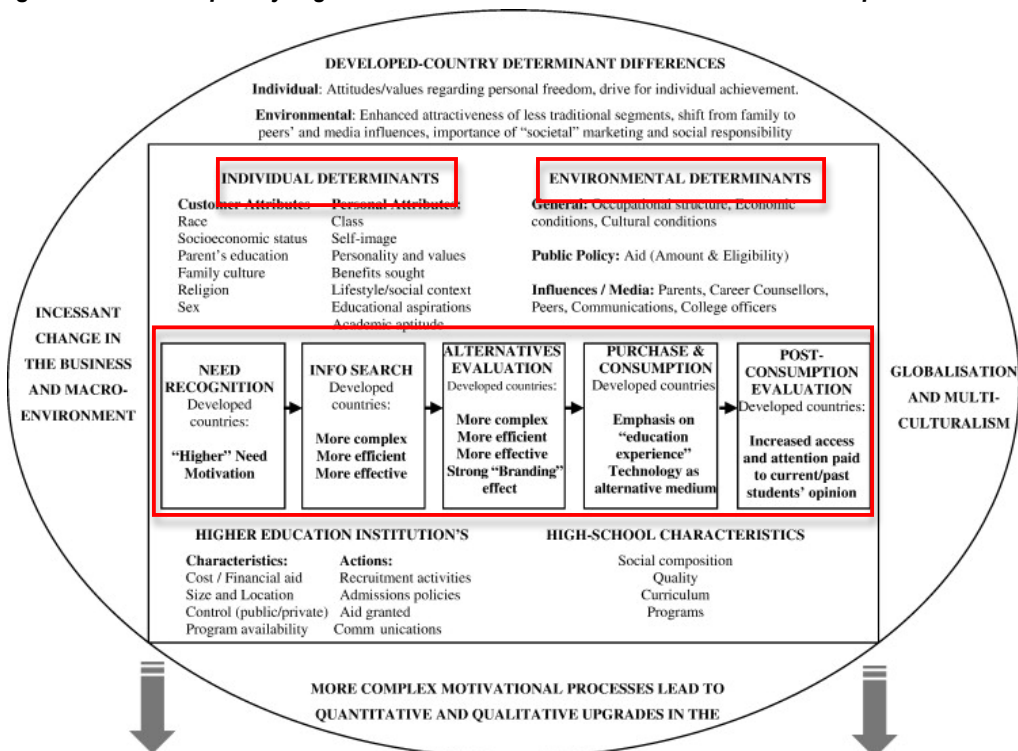 DEVELOPED-COUNTRY DETERMINANT DIFFERENCES
Individual: Attitudes/values regarding personal freedom, drive for individual achievement.
Environmental: Enhanced attractiveness of less traditional segments, shift from family to
peers' and media influences, importance of "societal" marketing and social responsibility
INDIVIDUAL DETERMINANTS
Customer Attributes
Race
Socioeconomic status
Parent's education
Family culture
Religion
Sex
Personal Attributes:
Class
Self-image
Personality and values
Benefits sought
Lifestyle/social context
Educational aspirations
Academic aptitude
ENVIRONMENTAL DETERMINANTS
General: Occupational structure, Economic
conditions, Cultural conditions
Public Policy: Aid (Amount & Eligibility)
Influences / Media: Parents, Career Counsellors,
Peers, Communications, College officers
INCESSANT
CHANGE IN
THE BUSINESS
AND MACRO-
ENVIRONMENT
NEED
RECOGNITION
Developed
countries:
"Higher" Need
Motivation
INFO SEARCH
Developed
countries:
More complex
More efficient
More effective
ALTERNATIVES
EVALUATION
Developed countries:
More complex
More efficient
More effective
Strong "Branding"
effect
PURCHASE &
CONSUMPTION
Developed countries
Emphasis on
"education
experience"
Technology as
alternative medium
POST-
CONSUMPTION
EVALUATION
Developed countries:
Increased access
and attention paid
to current/past
students' opinion
GLOBALISATION
AND MULTI-
CULTURALISM
HIGHER EDUCATION INSTITUTION'S
Characteristics:
Cost / Financial aid
Size and Location
Control (public/private)
Program availability
Actions:
Recruitment activities
Admissions policies
Aid granted
Comm unications
HIGH-SCHOOL CHARACTERISTICS
Social composition
Quality
Curriculum
Programs
MORE COMPLEX MOTIVATIONAL PROCESSES LEAD TO
QUANTITATIVE AND QUALITATIVE UPGRADES IN THE